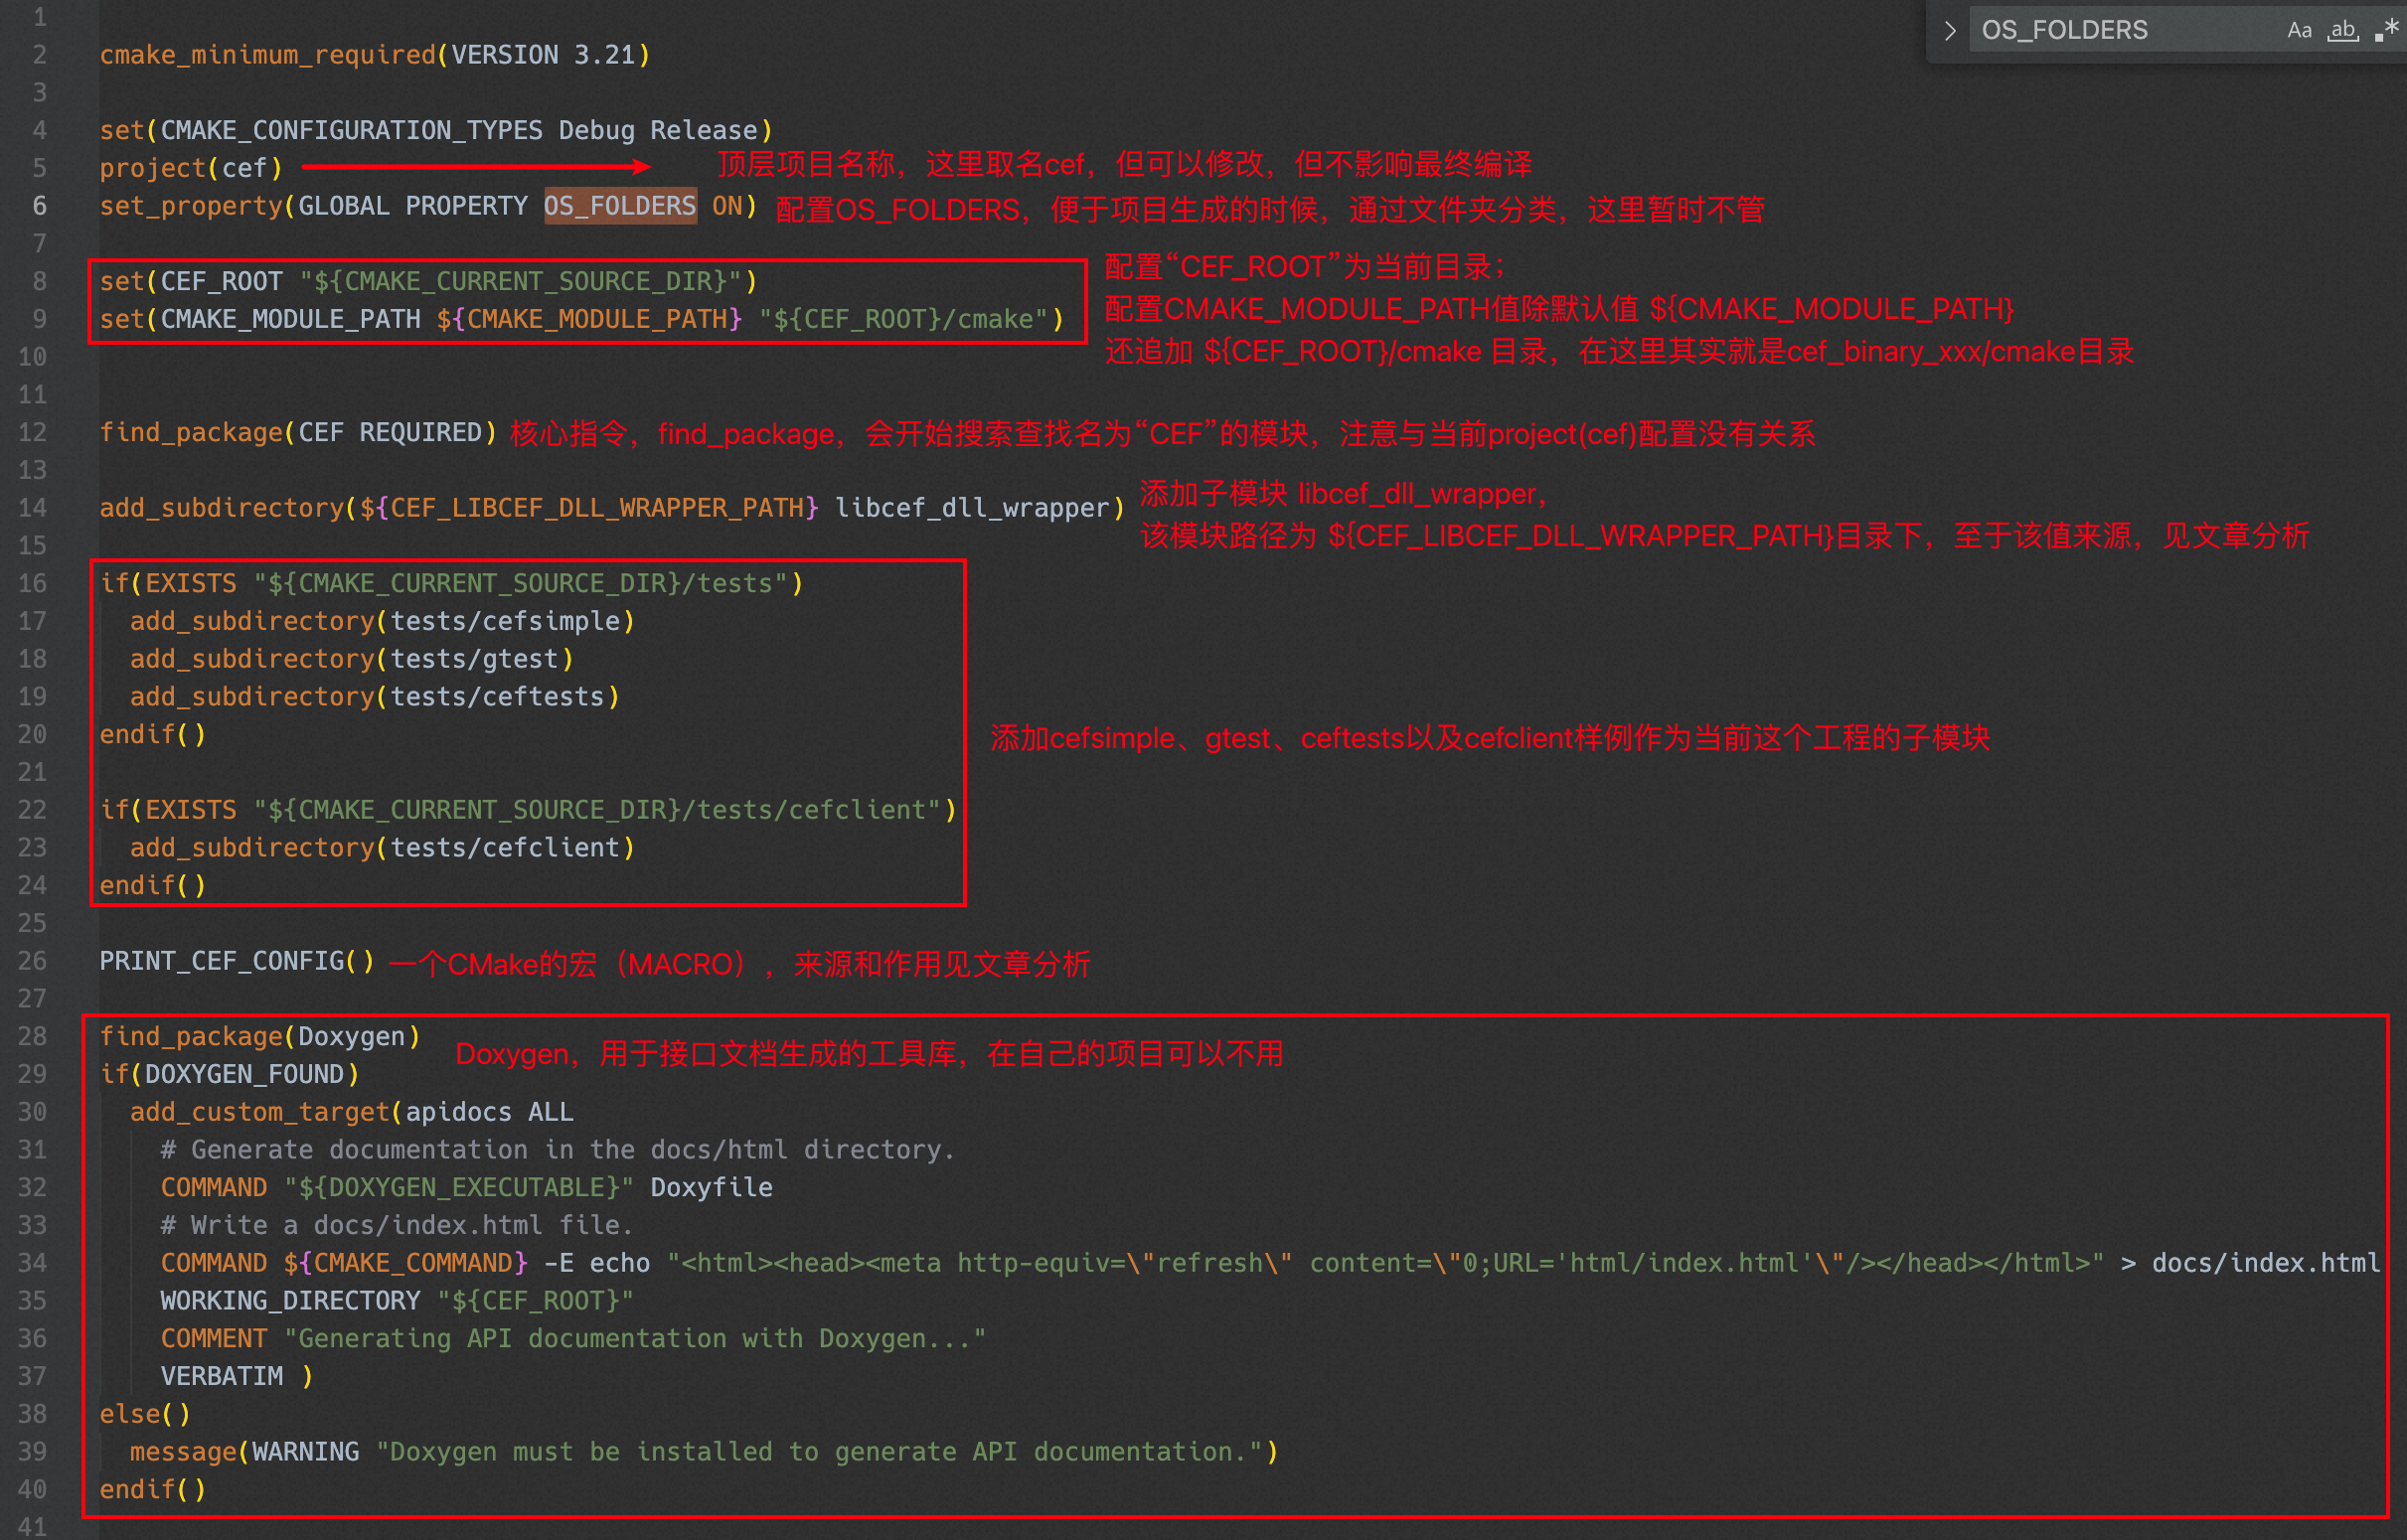 OS_FOLDERS Aa ab .*
1
2 cmake_minimum_required(VERSION 3.21)
3
4 set(CMAKE_CONFIGURATION_TYPES Debug Release)
5 project(cef) 顶层项目名称，这里取名cef，但可以修改，但不影响最终编译
6 set_property(GLOBAL PROPERTY OS_FOLDERS ON) 配置OS_FOLDERS，便于项目生成的时候，通过文件夹分类，这里暂时不管
7
配置“CEF_ROOT”为当前目录；
8 set(CEF_ROOT "${CMAKE_CURRENT_SOURCE_DIR}")
配置CMAKE_MODULE_PATH值除默认值 ${CMAKE_MODULE_PATH}
9 set(CMAKE_MODULE_PATH ${CMAKE_MODULE_PATH} "${CEF_ROOT}/cmake")
还追加 ${CEF_ROOT}/cmake 目录，在这里其实就是cef_binary_xxx/cmake目录
10
11
12 find_package(CEF REQUIRED) 核心指令，find_package，会开始搜索查找名为“CEF”的模块，注意与当前project(cef)配置没有关系
13
添加子模块 libcef_dll_wrapper，
14 add_subdirectory(${CEF_LIBCEF_DLL_WRAPPER_PATH} libcef_dll_wrapper)
该模块路径为 ${CEF_LIBCEF_DLL_WRAPPER_PATH}目录下，至于该值来源，见文章分析
15
16 if(EXISTS "${CMAKE_CURRENT_SOURCE_DIR}/tests")
17 add_subdirectory(tests/cefsimple)
18 add_subdirectory(tests/gtest)
19 add_subdirectory(tests/ceftests)
20 endif() 添加cefsimple、gtest、ceftests以及cefclient样例作为当前这个工程的子模块
21
22 if(EXISTS "${CMAKE_CURRENT_SOURCE_DIR}/tests/cefclient")
23 add_subdirectory(tests/cefclient)
24 endif()
25
26 PRINT_CEF_CONFIG() 一个CMake的宏（MACRO），来源和作用见文章分析
27
28 find_package(Doxygen)
Doxygen，用于接口文档生成的工具库，在自己的项目可以不用
29 if(DOXYGEN_FOUND)
30 add_custom_target(apidocs ALL
31 # Generate documentation in the docs/html directory.
32 COMMAND "${DOXYGEN_EXECUTABLE}" Doxyfile
33 # Write a docs/index.html file.
34 COMMAND ${CMAKE_COMMAND} -E echo "<html><head><meta http-equiv=\"refresh\" content=\"0;URL='html/index.html'\"/></head></html>" > docs/index.html
35 WORKING_DIRECTORY "${CEF_ROOT}"
36 COMMENT "Generating API documentation with Doxygen..."
37 VERBATIM )
38 else()
39 message(WARNING "Doxygen must be installed to generate API documentation.")
40 endif()
41